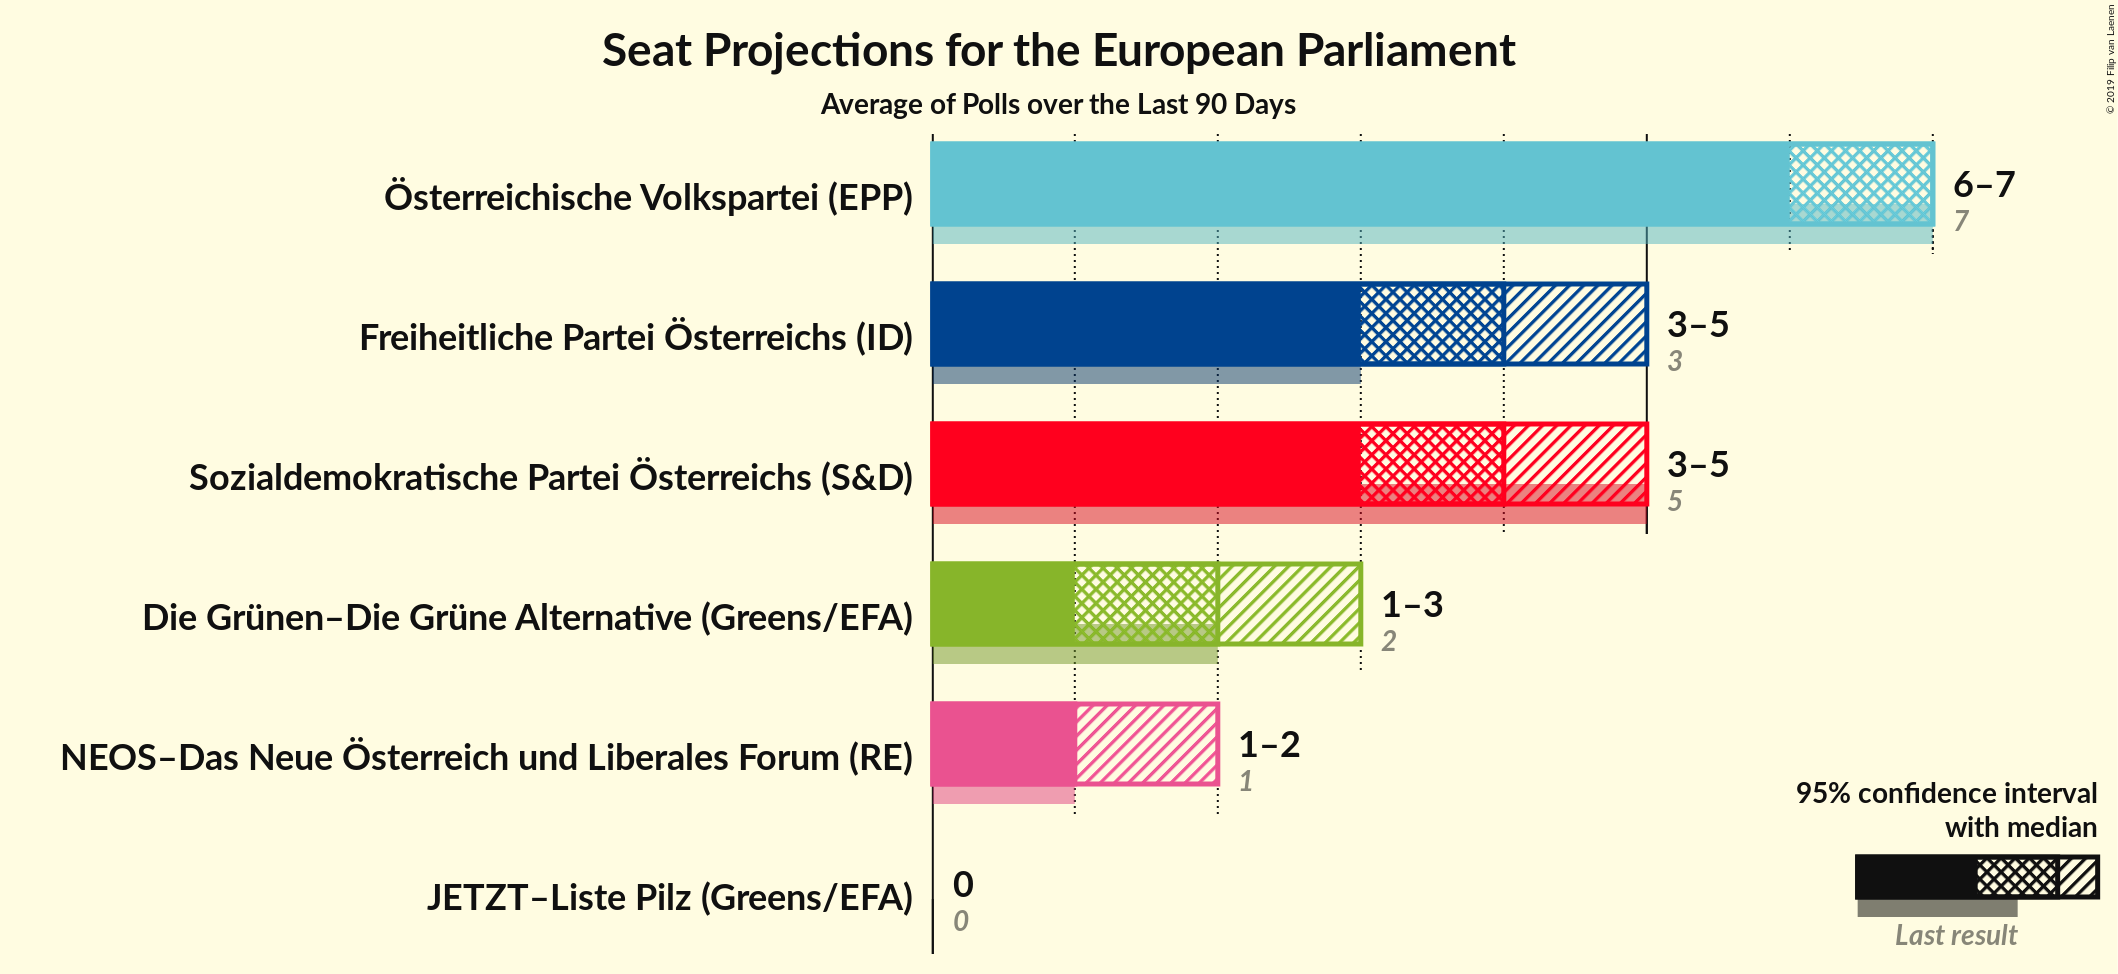 Seat Projections for the European Parliament
Average of Polls over the Last 90 Days
© 2019 Filip van Laenen
Österreichische Volkspartei (EPP)
6–7
7
Freiheitliche Partei Österreichs (ID)
3–5
3
Sozialdemokratische Partei Österreichs (S&D)
3–5
5
Die Grünen–Die Grüne Alternative (Greens/EFA)
1–3
2
NEOS–Das Neue Österreich und Liberales Forum (RE)
1–2
1
JETZT–Liste Pilz (Greens/EFA)
0
0
95% confidence interval
with median
Last result